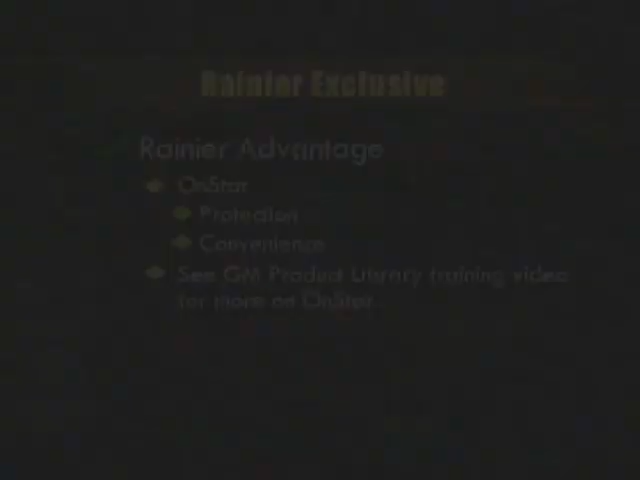 Rainier Exclusive
Rainier Advantage
OnStar
Protection
Convenience
See GM Product Library training video
for more on OnStar.